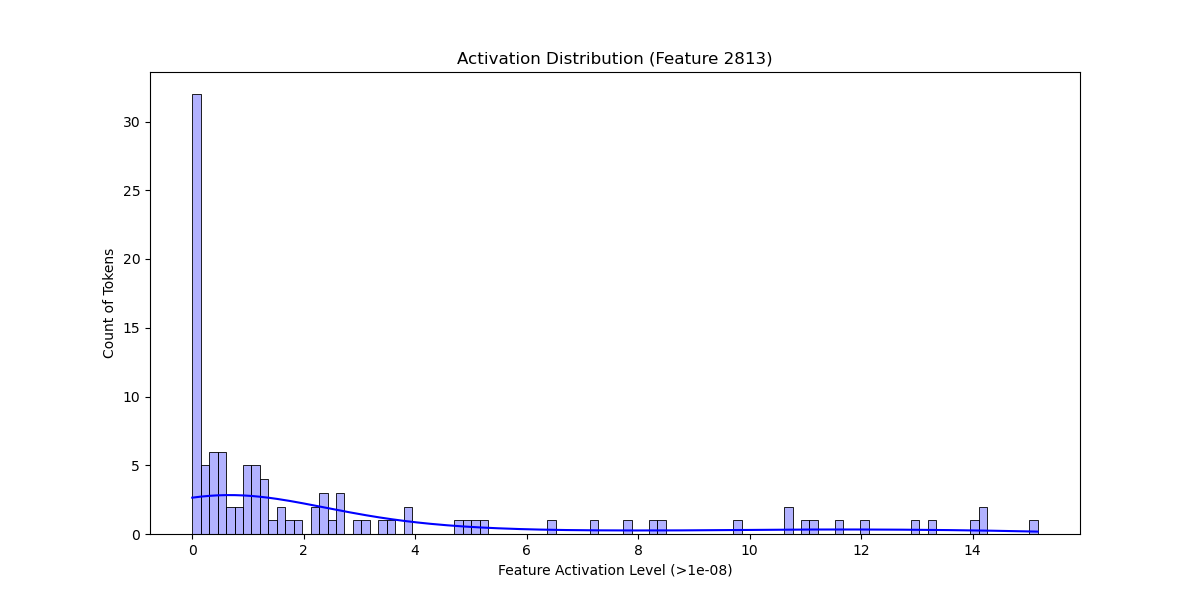 Activation Distribution (Feature 2813)
30
25
20
15
10
5
0
Count of Tokens
0 2 4 6 8 10 12 14
Feature Activation Level (>1e-08)